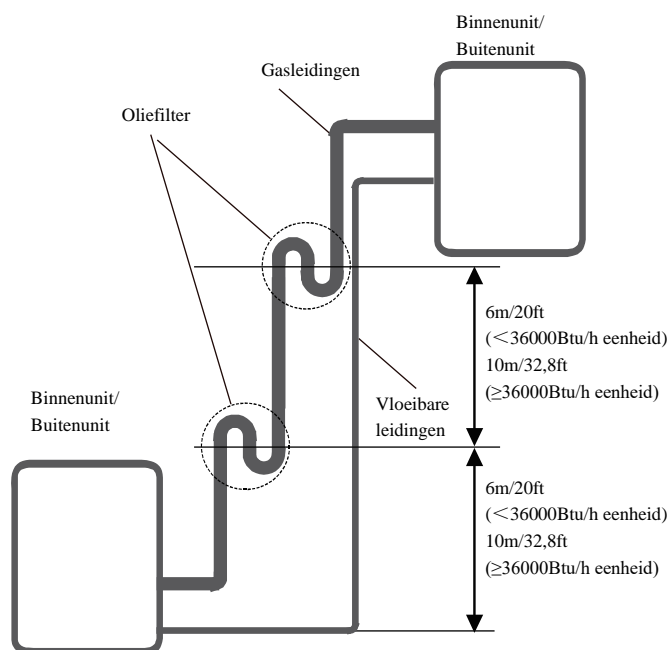 Binnenunit/
Buitenunit
Gasleidingen
Oliefilter
6m/20ft
(<36000Btu/h eenheid)
10m/32,8ft
(≥36000Btu/h eenheid)
Binnenunit/
Buitenunit
Vloeibare
leidingen
6m/20ft
(<36000Btu/h eenheid)
10m/32,8ft
(≥36000Btu/h eenheid)